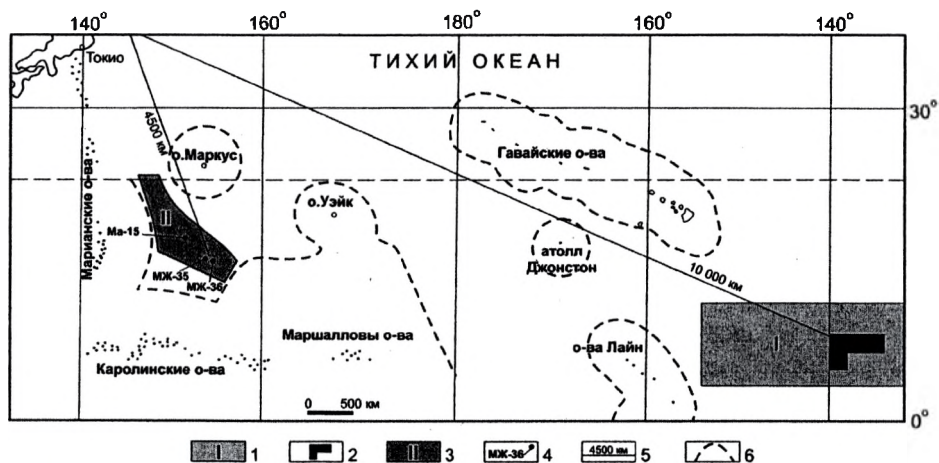 140° 160° 180° 160° 140°
Токио
ТИХИЙ ОКЕАН
30°
4500 км
о.Маркус
Гавайские о-ва
Марианские о-ва
о.Уэйк
II
Ма-15
МЖ-35
МЖ-36
атолл
Джонстон
10 000 км
Маршалловы о-ва
о-ва Лайн
I
Каролинские о-ва
0 500 км
0°
I 1 2 II 3 МЖ-36 4 4500 км 5 6